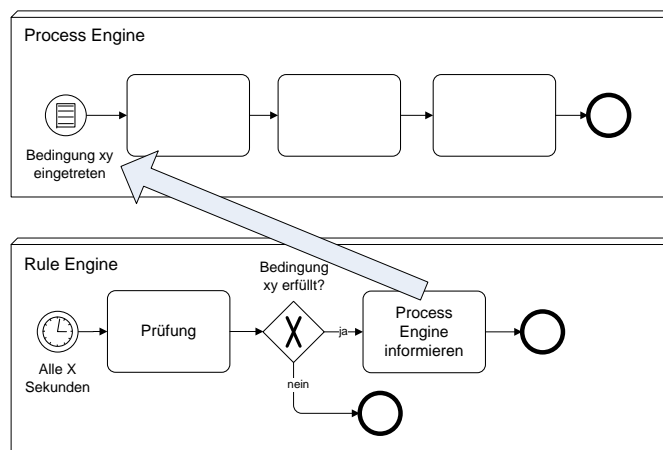 Process Engine
Bedingung xy
eingetreten
Rule Engine
Alle X
Sekunden
Prüfung
Bedingung
xy erfüllt?
ja
nein
Process
Engine
informieren